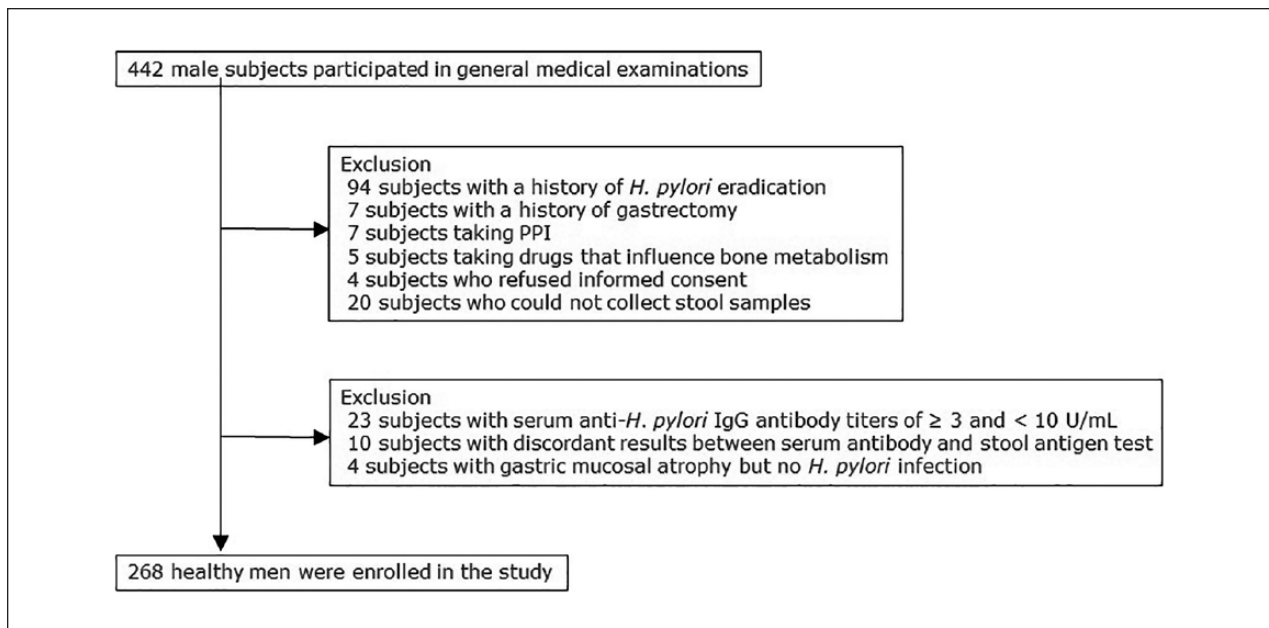 442 male subjects participated in general medical examinations
Exclusion
94 subjects with a history of H. pylori eradication
7 subjects with a history of gastrectomy
7 subjects taking PPI
5 subjects taking drugs that influence bone metabolism
4 subjects who refused informed consent
20 subjects who could not collect stool samples
Exclusion
23 subjects with serum anti-H. pylori IgG antibody titers of ≥ 3 and < 10 U/mL
10 subjects with discordant results between serum antibody and stool antigen test
4 subjects with gastric mucosal atrophy but no H. pylori infection
268 healthy men were enrolled in the study